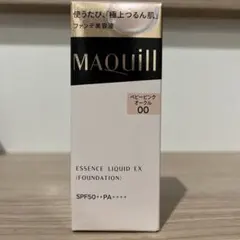 使うたび、「極上つるん肌」
ファンデ美容液
MAQuill
ベビーピンク
オークル
00
ESSENCE LIQUID EX
(FOUNDATION)
SPF50++PA++++